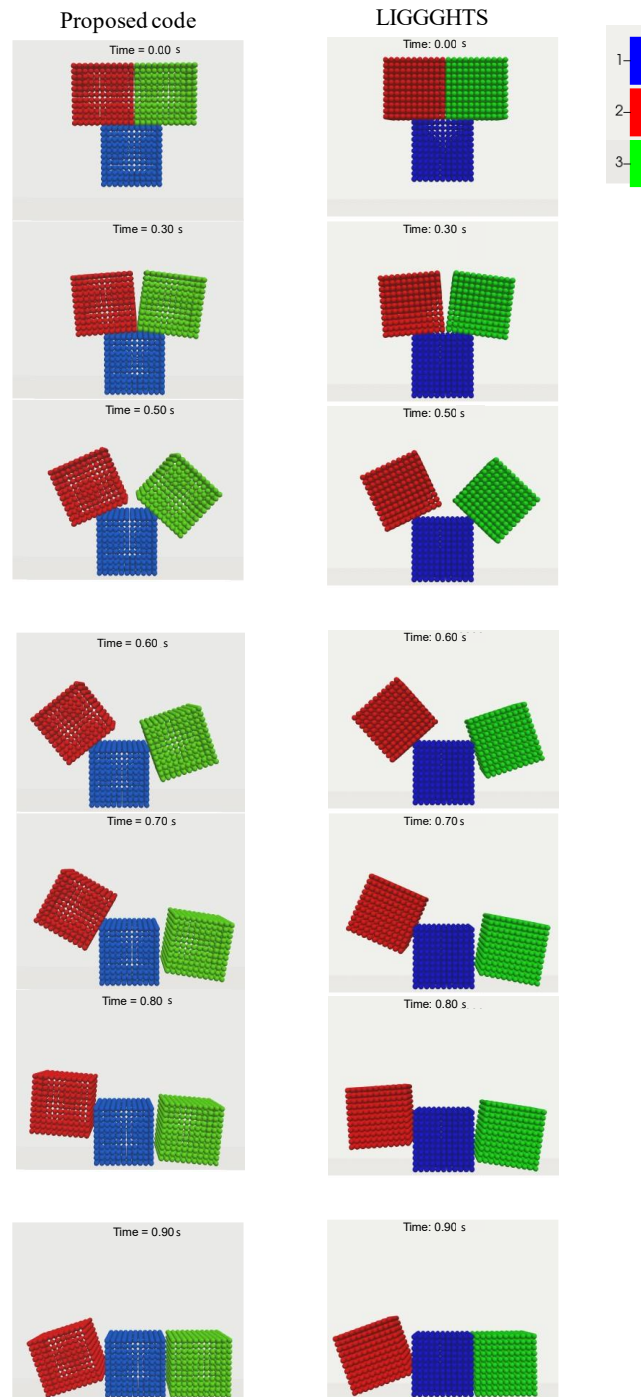 Proposed code
LIGGGHTS
Time = 0.00 s
Time: 0.00 s
1
2
3
Time = 0.30 s
Time: 0.30 s
Time = 0.50 s
Time: 0.50 s
Time = 0.60 s
Time: 0.60 s
Time = 0.70 s
Time: 0.70 s
Time = 0.80 s
Time: 0.80 s
Time = 0.90 s
Time: 0.90 s